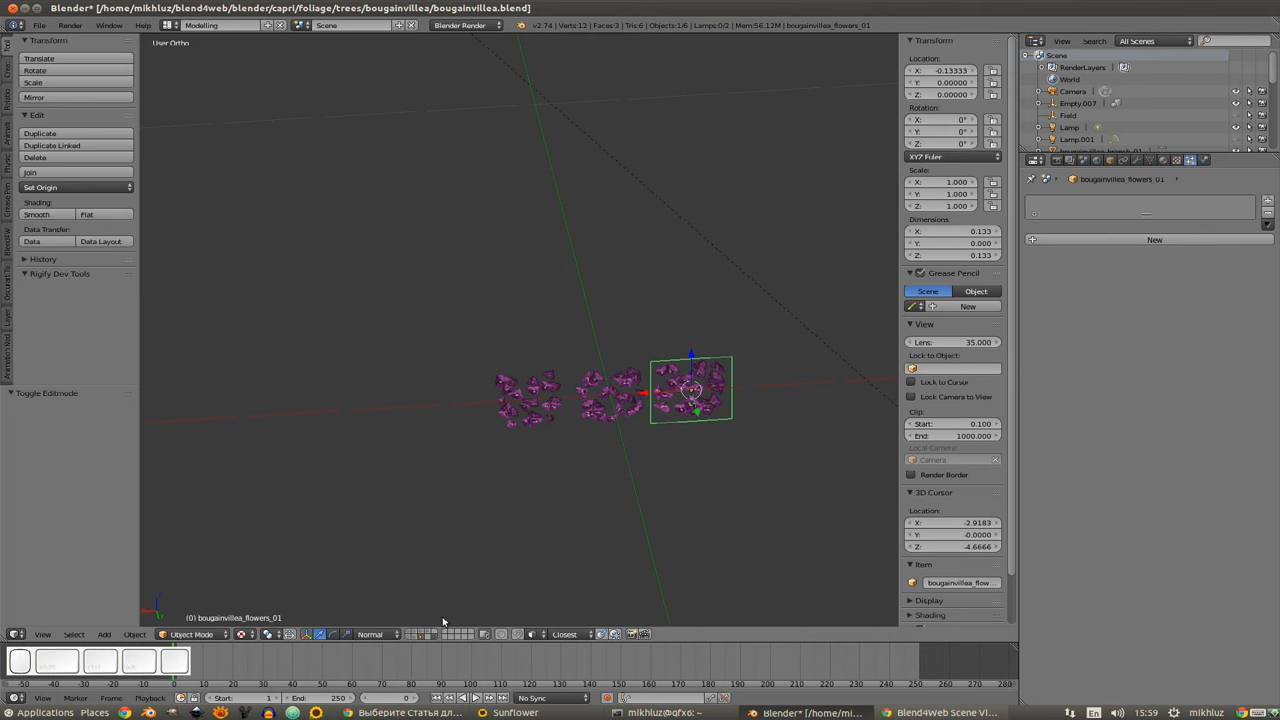 Blender* [/home/mikhluz/blend4web/blender/capri/foliage/trees/bougainvillea/bougainvillea.blend]
File Render Window Help Modelling Scene Blender Render v2.74 | Verts:12 | Faces:3 | Tris:6 | Objects:1/6 | Lamps:0/2 | Mem:56.12M | bougainvillea_flowers_01
Transform
Translate
Rotate
Scale
Mirror
Edit
Duplicate
Duplicate Linked
Delete
Join
Set Origin
Shading:
Smooth Flat
Data Transfer:
Data Data Layout
History
Rigify Dev Tools
Toggle Editmode
Tool
Grease Pen
Layer
User Ortho
(0) bougainvillea_flowers_01
Transform
Location:
X: -0.13333
Y: 0.00000
Z: 0.00000
Rotation:
X: 0°
Y: 0°
Z: 0°
XYZ Euler
Scale:
X: 1.000
Y: 1.000
Z: 1.000
Dimensions:
X: 0.133
Y: 0.000
Z: 0.133
Grease Pencil
Scene Object
New
View
Lens: 35.000
Lock to Object:
Lock to Cursor
Lock Camera to View
Clip:
Start: 0.100
End: 1000.000
Local Camera:
Camera
Render Border
3D Cursor
Location:
X: -2.9183
Y: -0.0000
Z: -4.6666
Item
bougainvillea_flow...
Display
Shading
View Search All Scenes
Scene
RenderLayers
World
Camera
Empty.007
Field
Lamp
Lamp.001
bougainvillea_branch_01
bougainvillea_flowers_01
New
View Select Add Object Object Mode Normal Closest
shift ctrl alt
-50 -40 -30 -20 -10 0 10 20 30 40 50 60 70 80 90 100 110 120 130 140 150 160 170 180 190 200 210 220 230 240 250 260 270 280
View Marker Frame Playback Start: 1 End: 250 0 No Sync
Applications Places Выберите Статья дл... Sunflower mikhluz@gfx6: ~ Blender* [/home/mi... Blend4Web Scene Vi... En 15:59 mikhluz